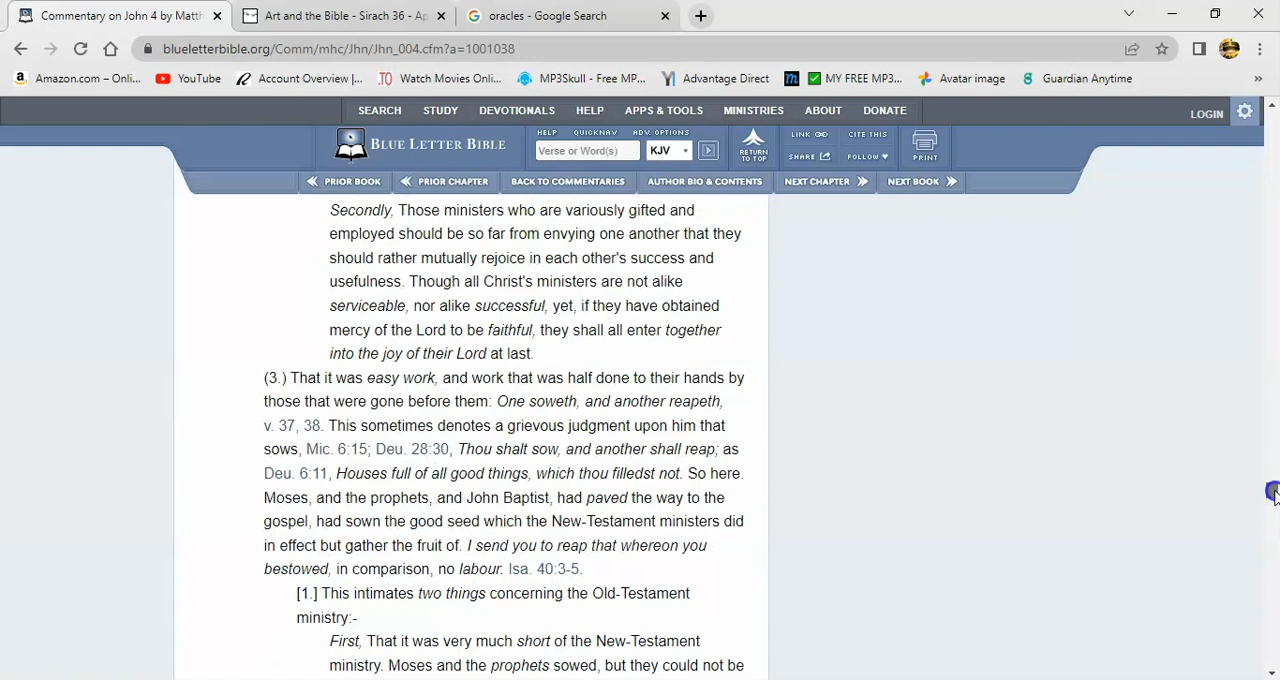 Commentary on John 4 by Matth
Art and the Bible - Sirach 36 - Ap
oracles - Google Search
blueletterbible.org/Comm/mhc/Jhn/Jhn_004.cfm?a=1001038
Amazon.com – Onli...
YouTube
Account Overview |...
.TO Watch Movies Onli...
MP3Skull - Free MP...
Advantage Direct
MY FREE MP3...
Avatar image
Guardian Anytime
»
SEARCH STUDY DEVOTIONALS HELP APPS & TOOLS MINISTRIES ABOUT DONATE
LOGIN
BLUE LETTER BIBLE
HELP QUICKNAV ADV. OPTIONS
Verse or Word(s)
KJV
RETURN
TO TOP
LINK
CITE THIS
SHARE
FOLLOW
PRINT
PRIOR BOOK PRIOR CHAPTER BACK TO COMMENTARIES AUTHOR BIO & CONTENTS NEXT CHAPTER NEXT BOOK
Secondly, Those ministers who are variously gifted and
employed should be so far from envying one another that they
should rather mutually rejoice in each other's success and
usefulness. Though all Christ's ministers are not alike
serviceable, nor alike successful, yet, if they have obtained
mercy of the Lord to be faithful, they shall all enter together
into the joy of their Lord at last.
(3.) That it was easy work, and work that was half done to their hands by
those that were gone before them: One soweth, and another reapeth,
v. 37, 38. This sometimes denotes a grievous judgment upon him that
sows, Mic. 6:15; Deu. 28:30, Thou shalt sow, and another shall reap; as
Deu. 6:11, Houses full of all good things, which thou filledst not. So here.
Moses, and the prophets, and John Baptist, had paved the way to the
gospel, had sown the good seed which the New-Testament ministers did
in effect but gather the fruit of. I send you to reap that whereon you
bestowed, in comparison, no labour. Isa. 40:3-5.
[1.] This intimates two things concerning the Old-Testament
ministry:-
First, That it was very much short of the New-Testament
ministry. Moses and the prophets sowed, but they could not be